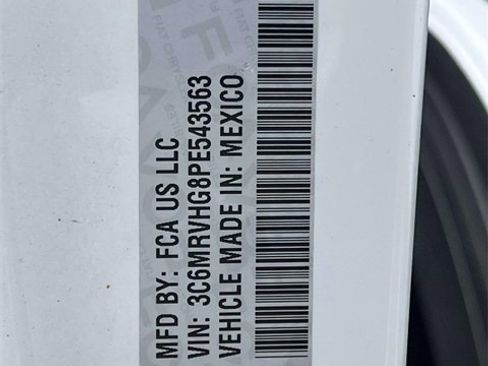 MFD BY: FCA US LLC
VIN: 3C6MRVHG8PE543563
VEHICLE MADE IN: MEXICO